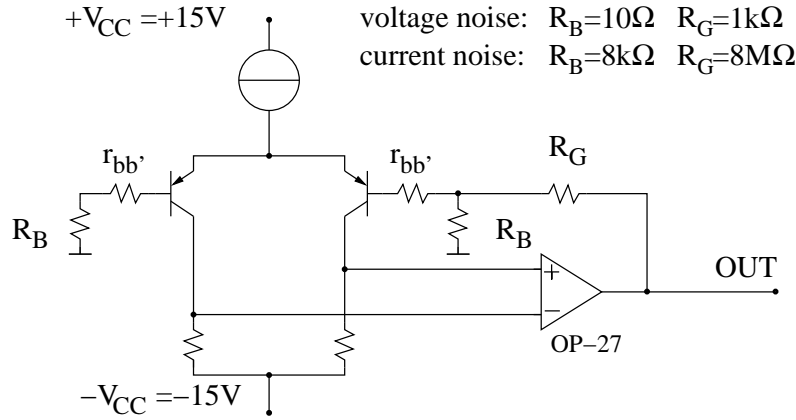 +V_CC =+15V
voltage noise: R_B=10Ω R_G=1kΩ
current noise: R_B=8kΩ R_G=8MΩ
r_bb'
r_bb'
R_G
R_B
R_B
+
−
OUT
OP−27
−V_CC =−15V